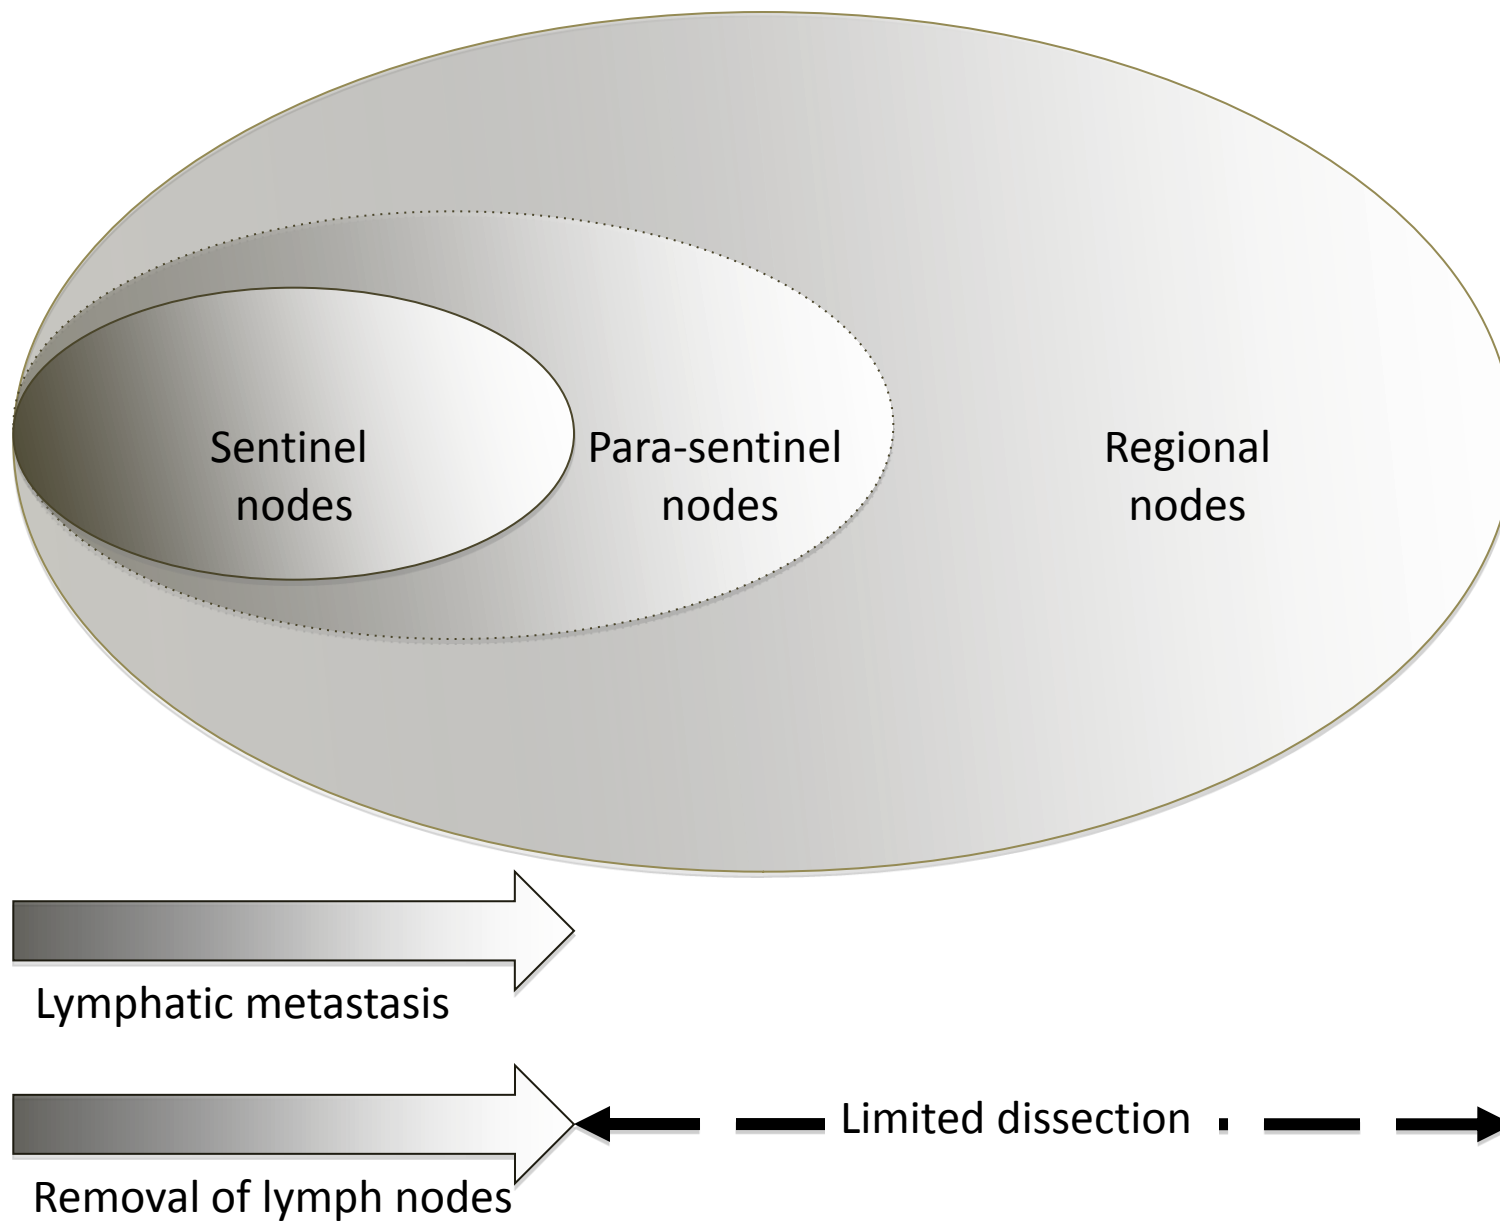 Sentinel
nodes
Para-sentinel
nodes
Regional
nodes
Lymphatic metastasis
Limited dissection
Removal of lymph nodes